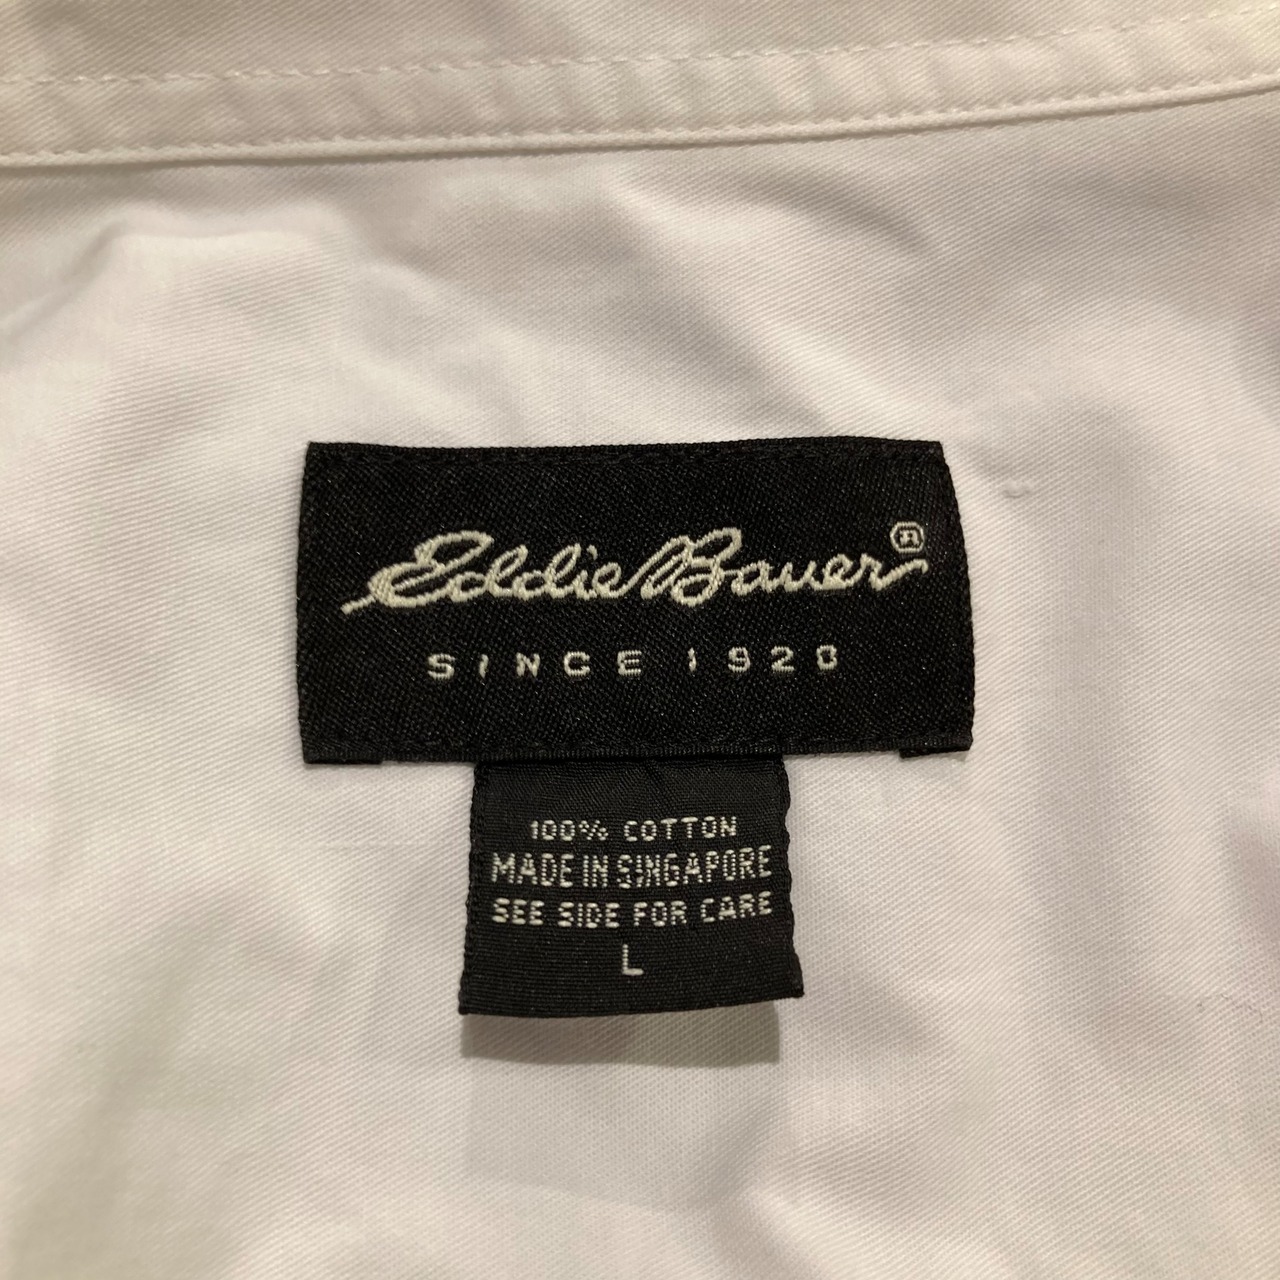 Eddie Bauer®
SINCE 1920
100% COTTON
MADE IN SINGAPORE
SEE SIDE FOR CARE
L